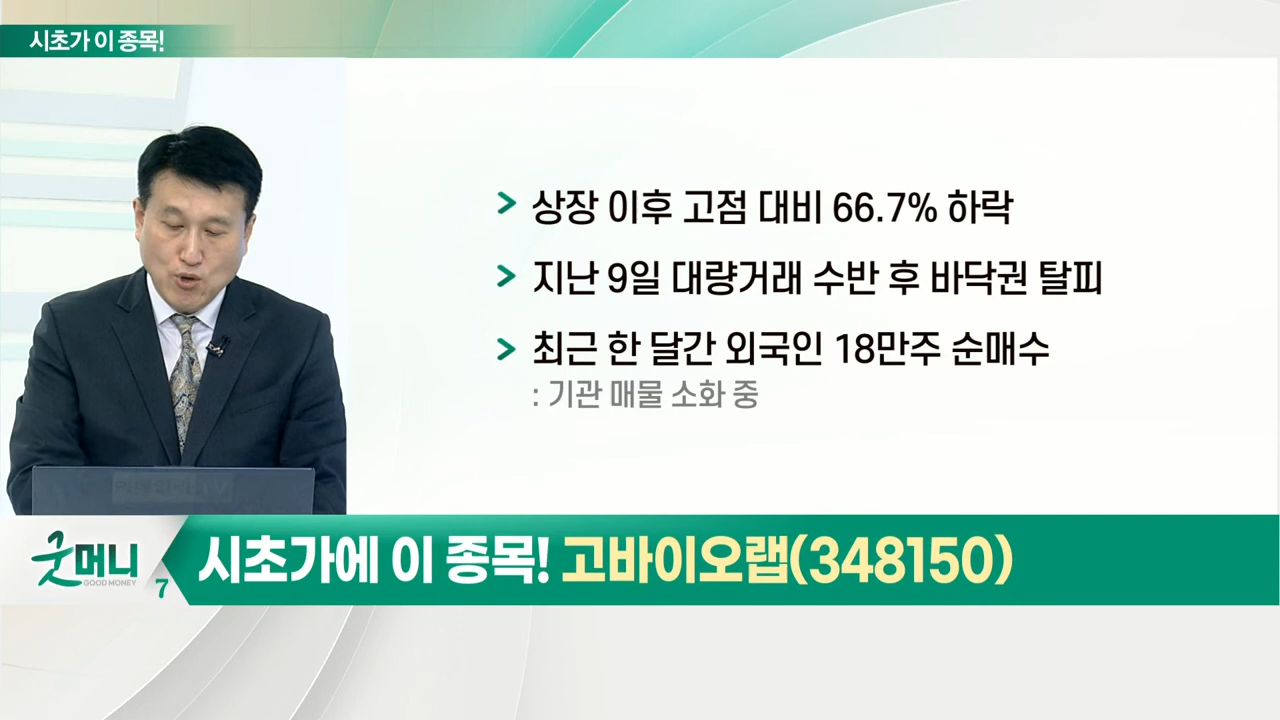 시초가 이 종목!
> 상장 이후 고점 대비 66.7% 하락
> 지난 9일 대량거래 수반 후 바닥권 탈피
> 최근 한 달간 외국인 18만주 순매수
: 기관 매물 소화 중
굿머니
GOOD MONEY
7
시초가에 이 종목! 고바이오랩(348150)